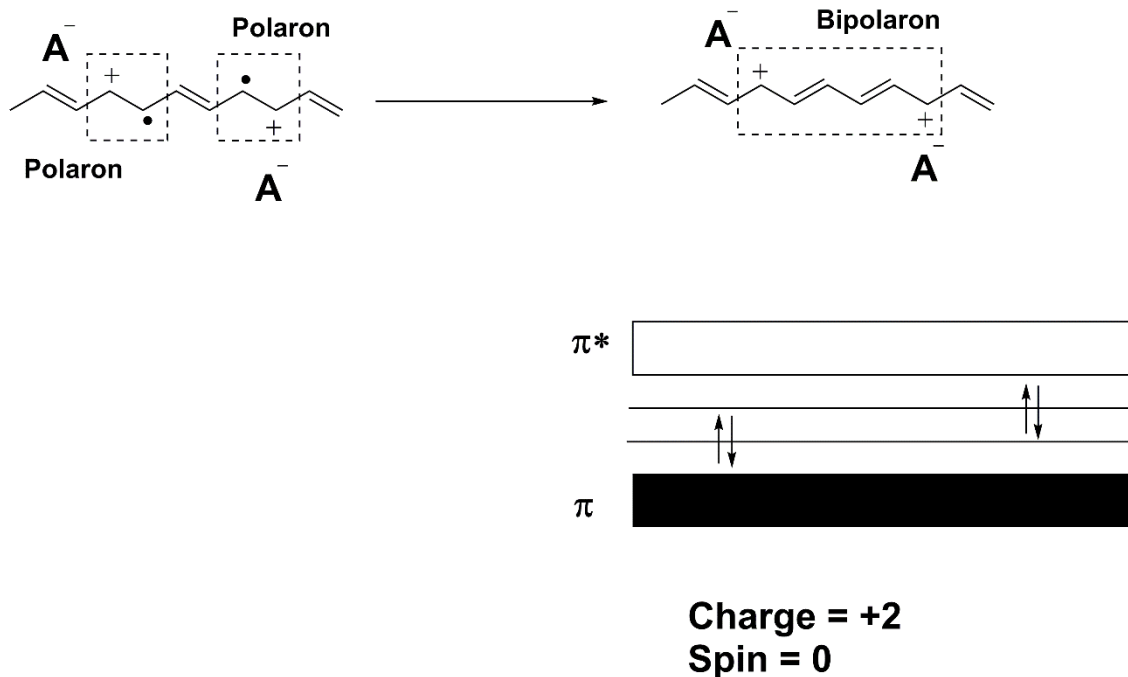 Polaron
A⁻
+
•
•
+
Polaron
A⁻
Bipolaron
A⁻
+
+
A⁻
π*
π
Charge = +2
Spin = 0